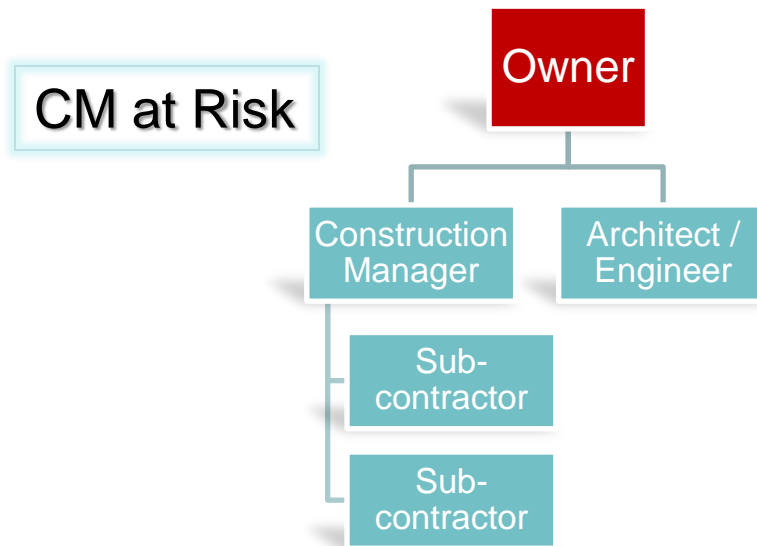 Owner
CM at Risk
Construction
Manager
Architect /
Engineer
Sub-
contractor
Sub-
contractor